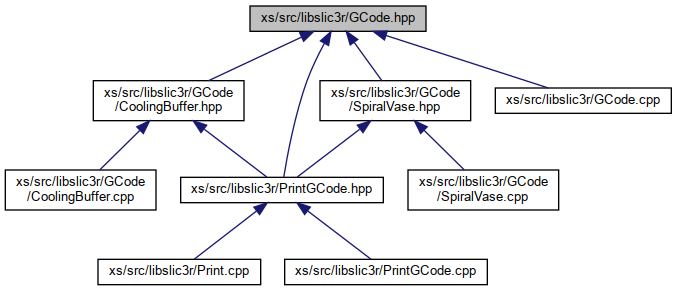 xs/src/libslic3r/GCode.hpp
xs/src/libslic3r/GCode
/CoolingBuffer.hpp
xs/src/libslic3r/GCode
/SpiralVase.hpp
xs/src/libslic3r/GCode.cpp
xs/src/libslic3r/GCode
/CoolingBuffer.cpp
xs/src/libslic3r/PrintGCode.hpp
xs/src/libslic3r/GCode
/SpiralVase.cpp
xs/src/libslic3r/Print.cpp
xs/src/libslic3r/PrintGCode.cpp